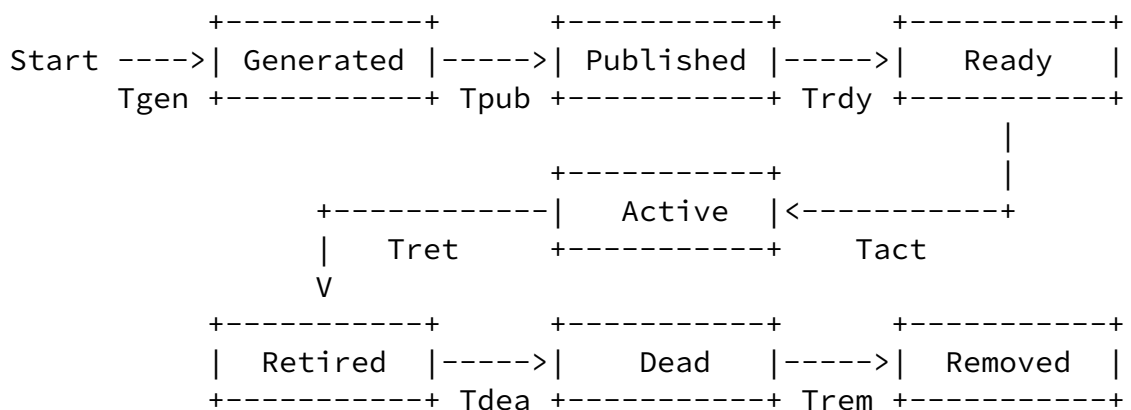 Start Generated Published Ready
Tgen Tpub Trdy
Active
Tret Tact
Retired Dead Removed
Tdea Trem